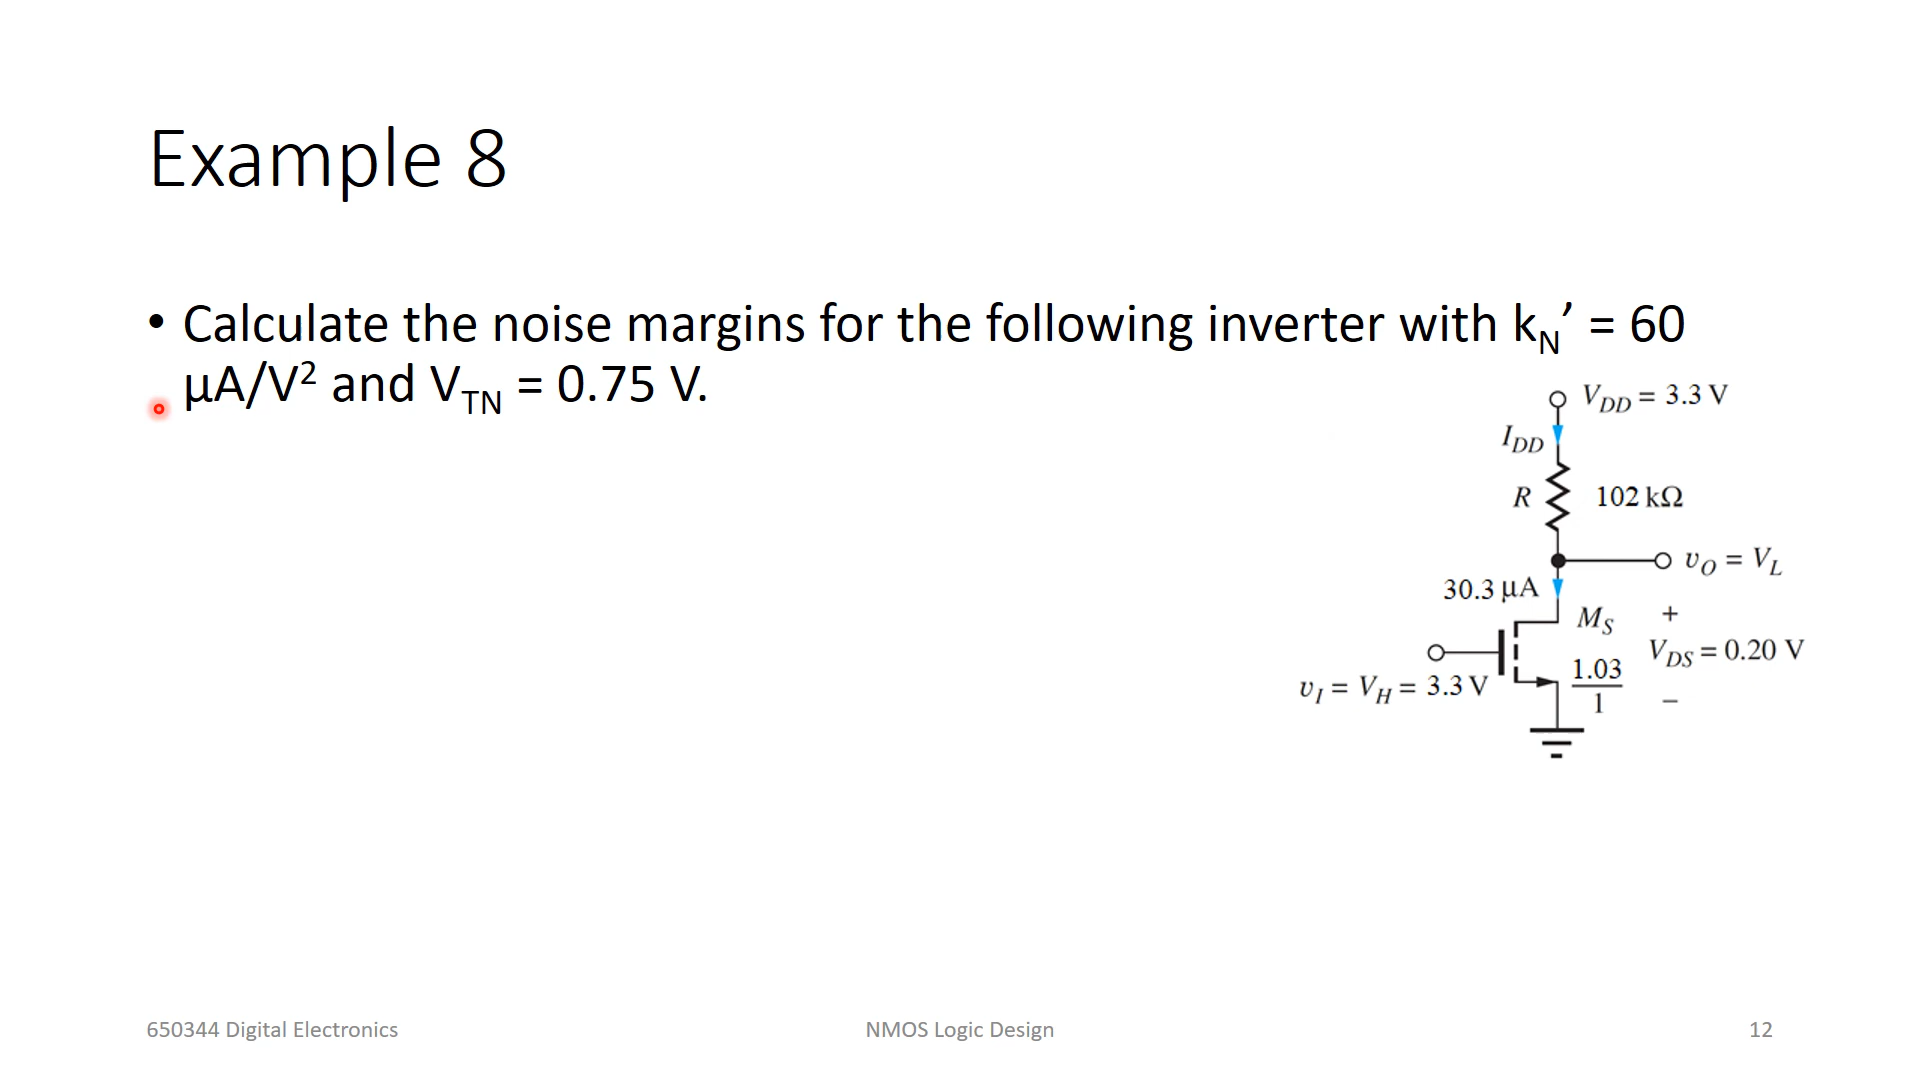 Example 8
• Calculate the noise margins for the following inverter with kN’ = 60
µA/V² and VTN = 0.75 V.
VDD = 3.3 V
IDD
R 102 kΩ
vO = VL
30.3 µA
MS +
VDS = 0.20 V
1.03
vI = VH = 3.3 V
1 −
650344 Digital Electronics NMOS Logic Design 12